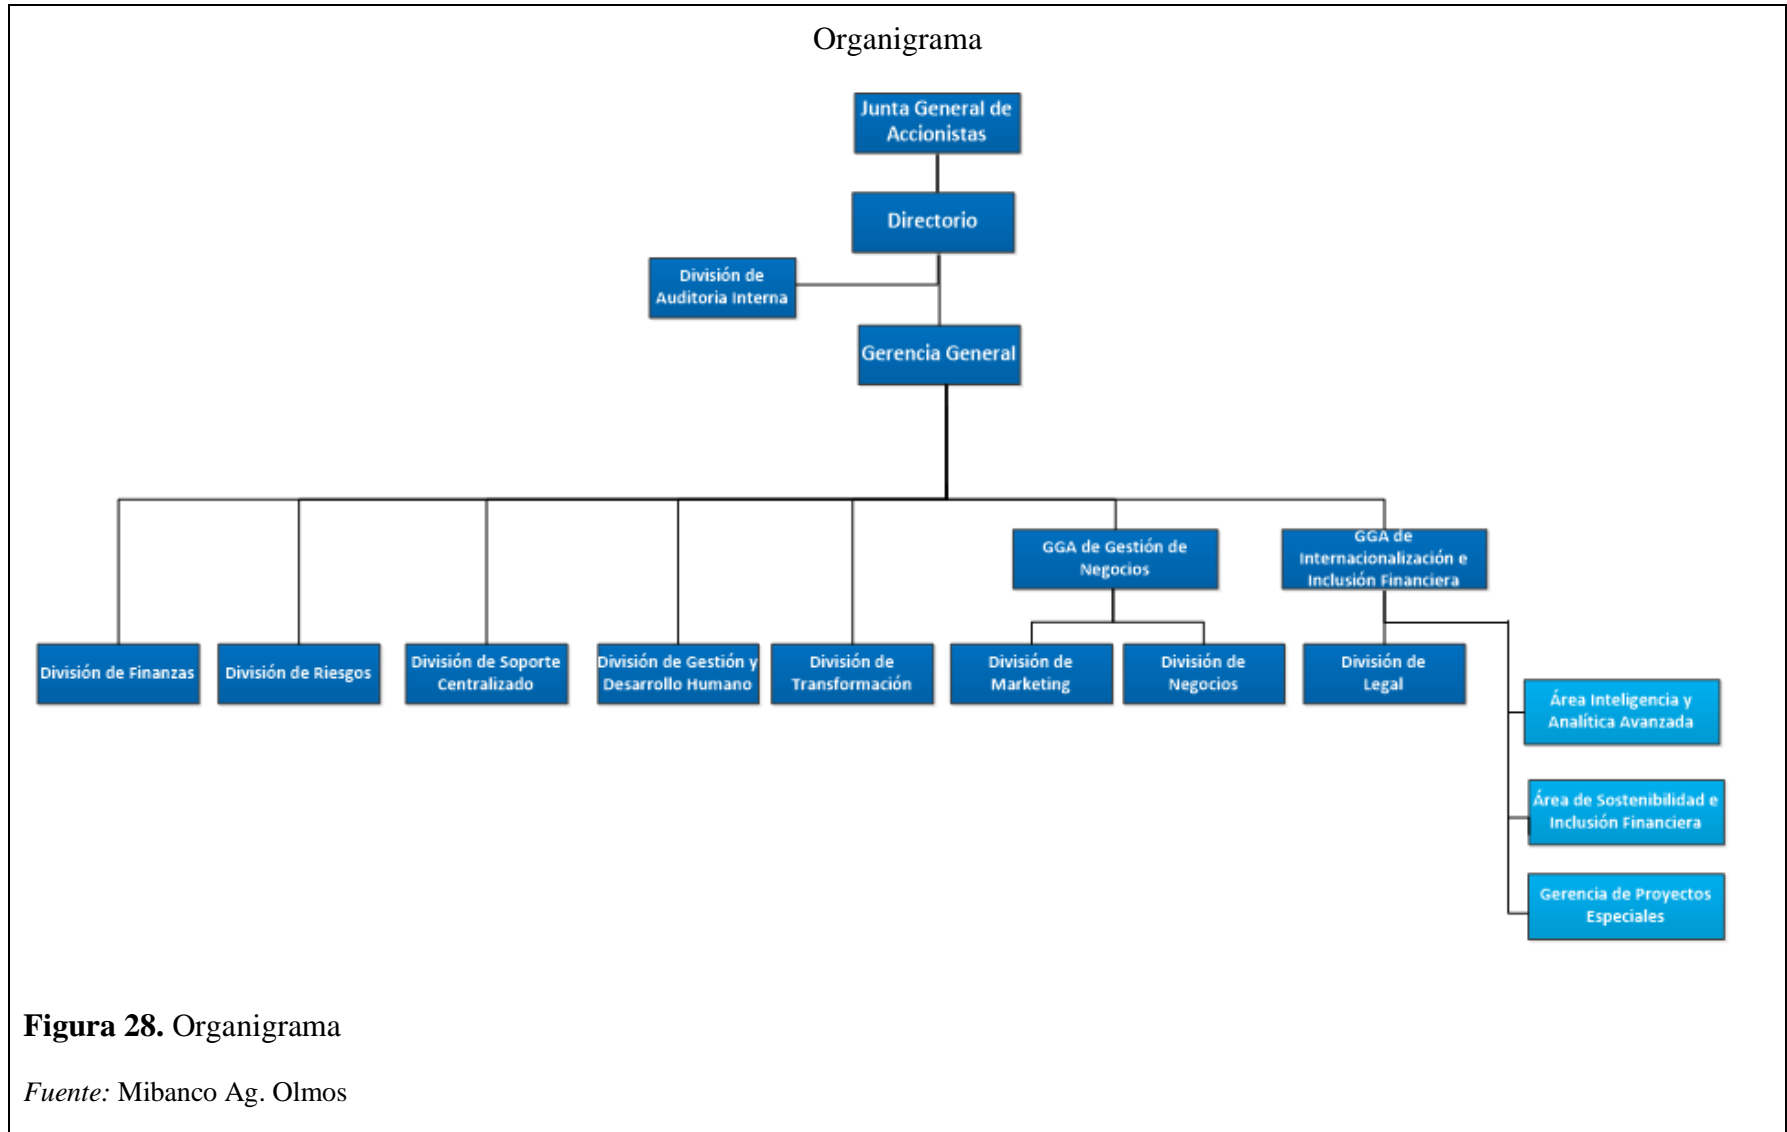 Organigrama
Junta General de
Accionistas
Directorio
División de
Auditoria Interna
Gerencia General
GGA de Gestión de
Negocios
GGA de
Internacionalización e
Inclusión Financiera
División de Finanzas
División de Riesgos
División de Soporte
Centralizado
División de Gestión y
Desarrollo Humano
División de
Transformación
División de
Marketing
División de
Negocios
División de
Legal
Área Inteligencia y
Analítica Avanzada
Área de Sostenibilidad e
Inclusión Financiera
Gerencia de Proyectos
Especiales
Figura 28. Organigrama
Fuente: Mibanco Ag. Olmos